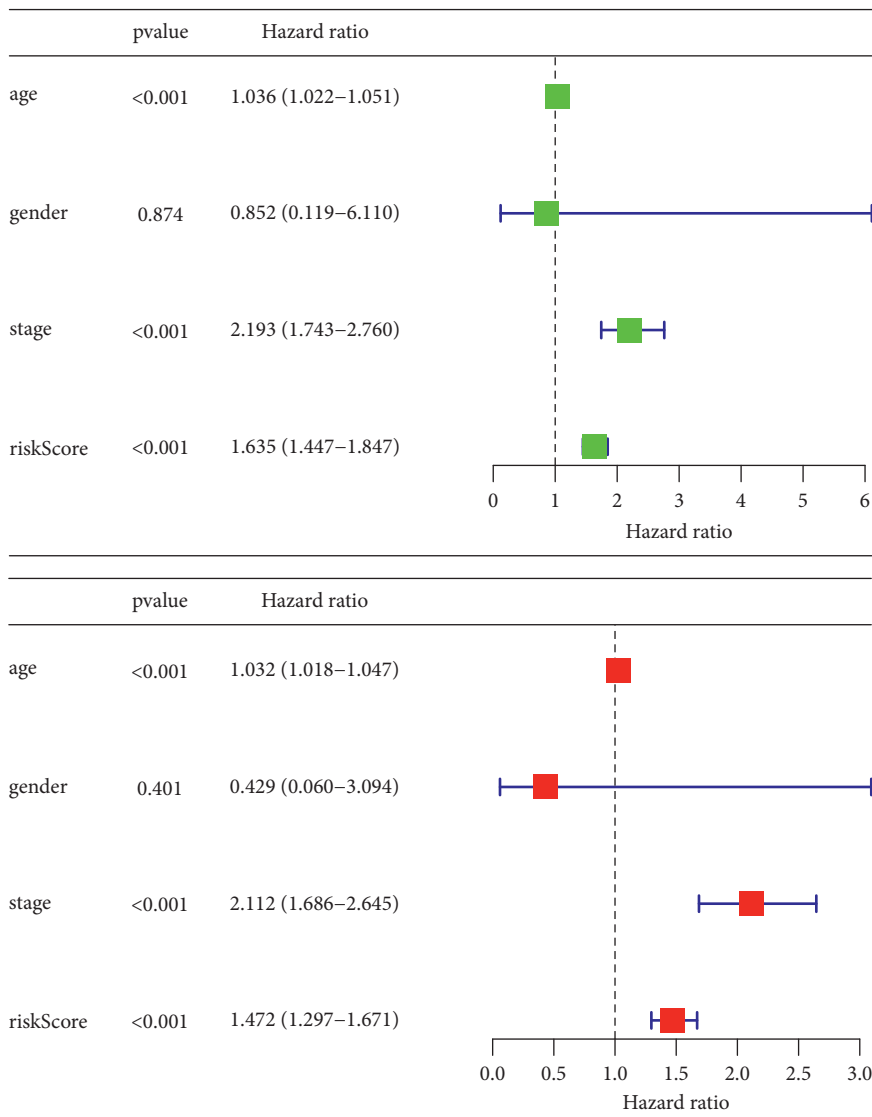 pvalue Hazard ratio
age <0.001 1.036 (1.022−1.051)
gender 0.874 0.852 (0.119−6.110)
stage <0.001 2.193 (1.743−2.760)
riskScore <0.001 1.635 (1.447−1.847)
0 1 2 3 4 5 6
Hazard ratio
pvalue Hazard ratio
age <0.001 1.032 (1.018−1.047)
gender 0.401 0.429 (0.060−3.094)
stage <0.001 2.112 (1.686−2.645)
riskScore <0.001 1.472 (1.297−1.671)
0.0 0.5 1.0 1.5 2.0 2.5 3.0
Hazard ratio